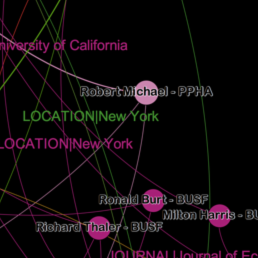 niversity of California
Robert Michael - PPHA
LOCATION|New York
LOCATION|New York
Ronald Burt - BUSF
Milton Harris - BU
Richard Thaler - BUSF
JOURNAL|Journal of Ec